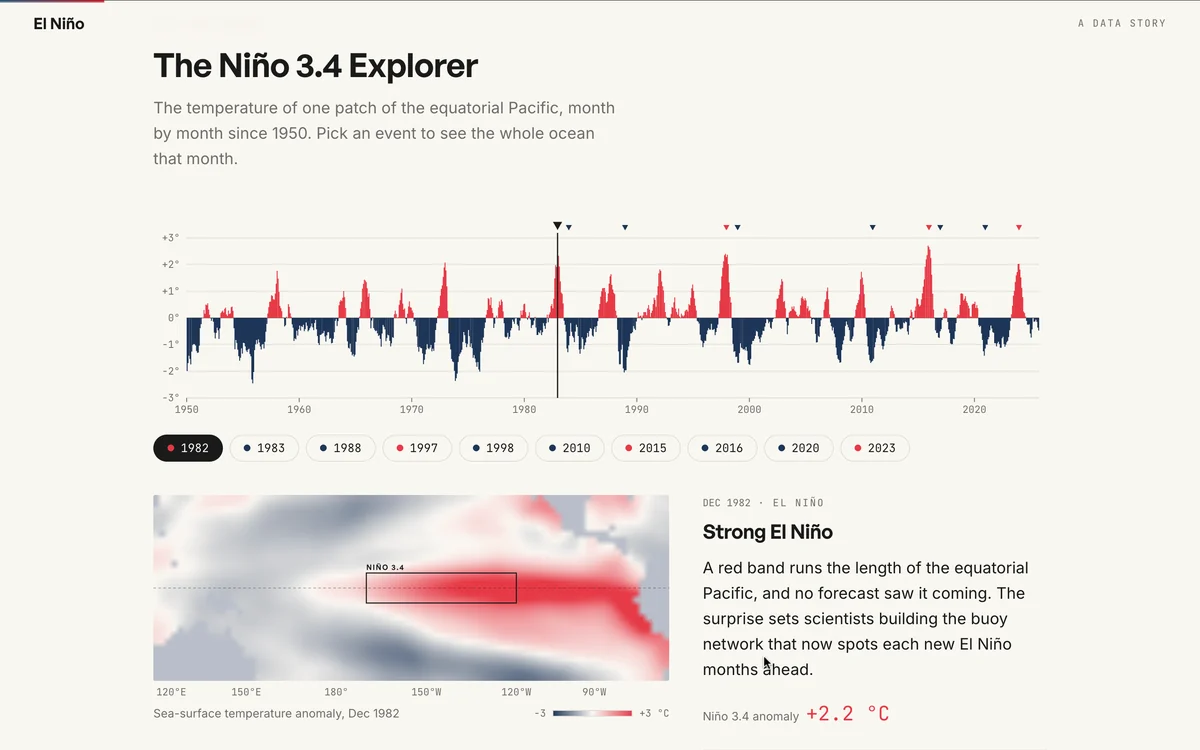 El Niño
A DATA STORY
The Niño 3.4 Explorer
The temperature of one patch of the equatorial Pacific, month
by month since 1950. Pick an event to see the whole ocean
that month.
+3°
+2°
+1°
0°
-1°
-2°
-3°
1950 1960 1970 1980 1990 2000 2010 2020
1982 1983 1988 1997 1998 2010 2015 2016 2020 2023
NIÑO 3.4
120°E 150°E 180° 150°W 120°W 90°W
Sea-surface temperature anomaly, Dec 1982
-3 +3 °C
DEC 1982 · EL NIÑO
Strong El Niño
A red band runs the length of the equatorial
Pacific, and no forecast saw it coming. The
surprise sets scientists building the buoy
network that now spots each new El Niño
months ahead.
Niño 3.4 anomaly +2.2 °C